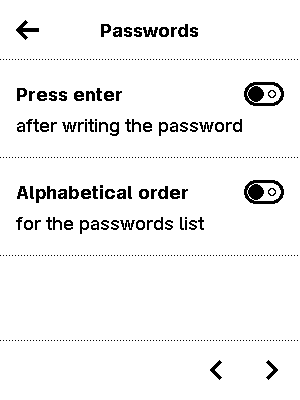 Passwords
Press enter
after writing the password
Alphabetical order
for the passwords list